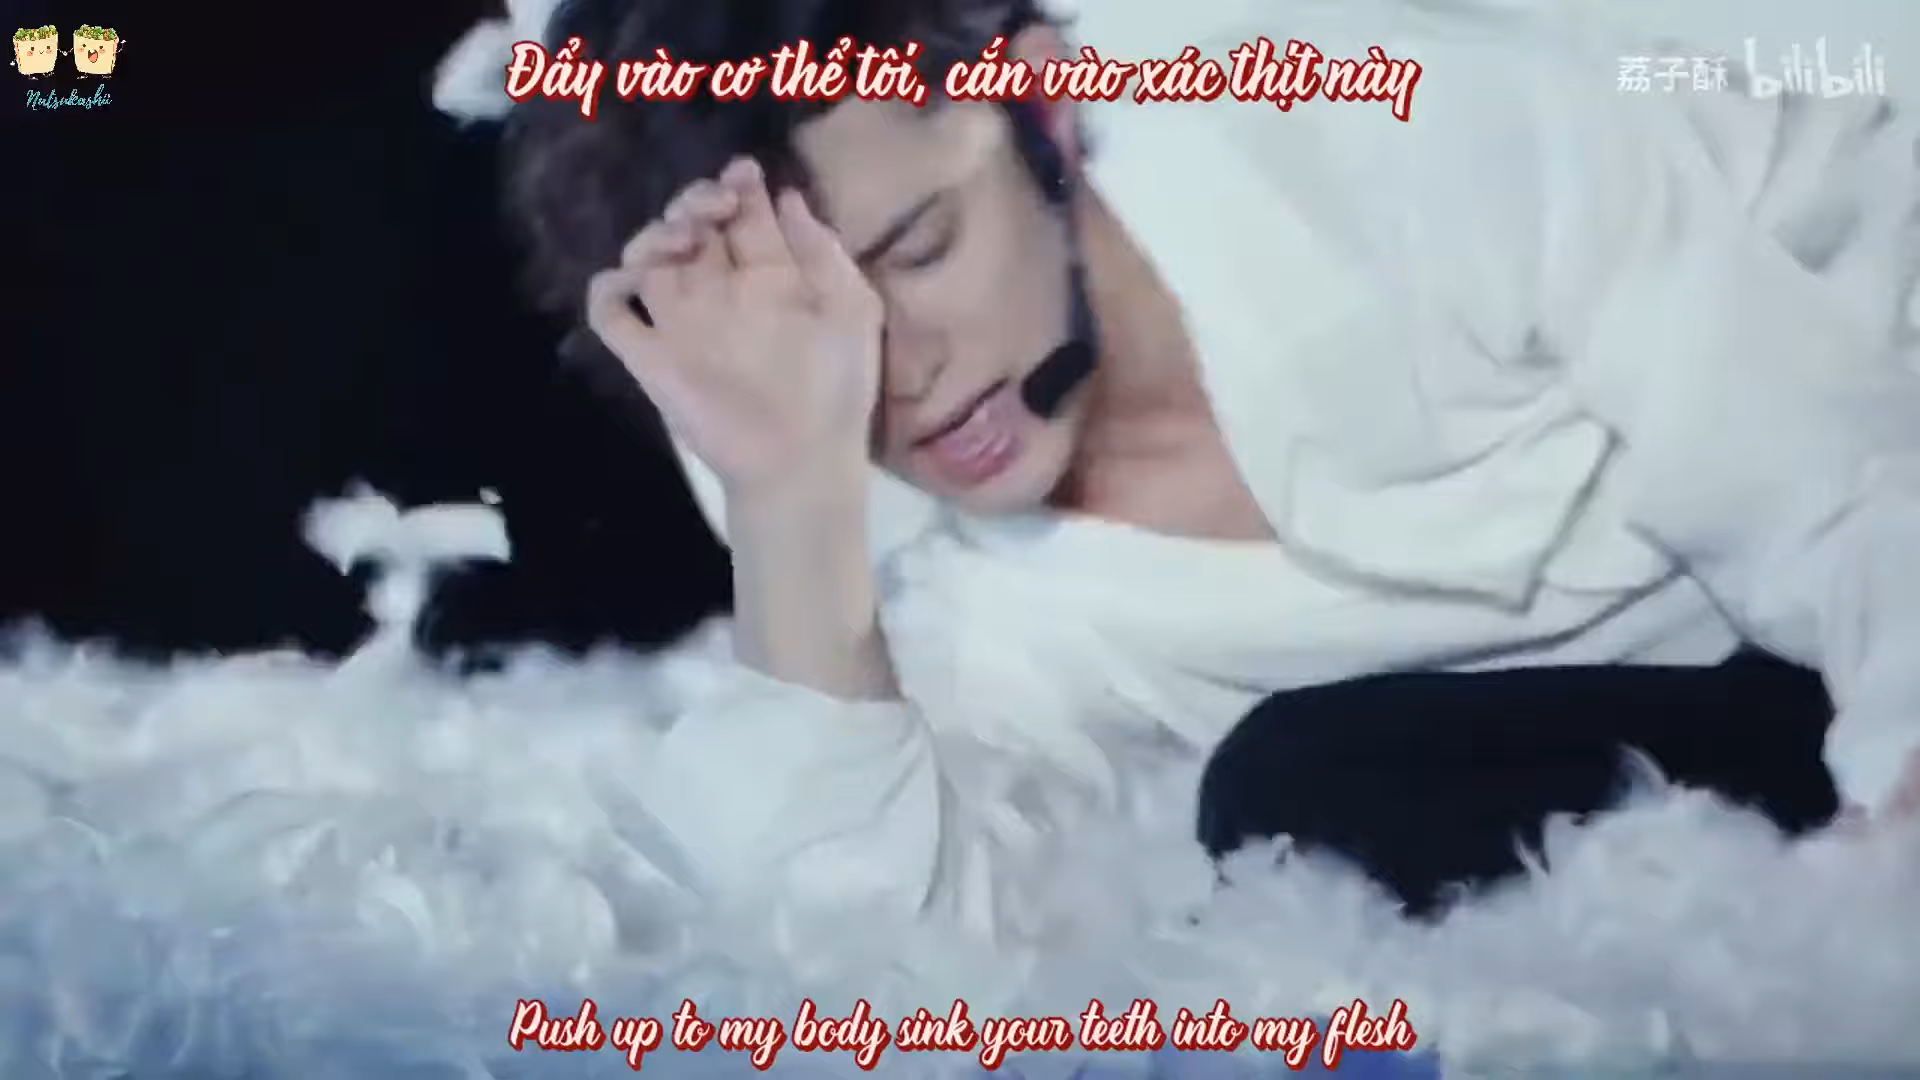 Đẩy vào cơ thể tôi, cắn vào xác thịt này
荔子酥 bilibili
Nutsukashii
Push up to my body sink your teeth into my flesh